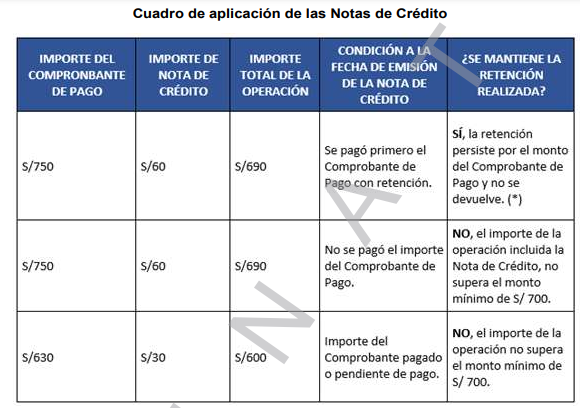 Cuadro de aplicación de las Notas de Crédito
IMPORTE DEL
COMPRONBANTE
DE PAGO
IMPORTE DE
NOTA DE
CRÉDITO
IMPORTE
TOTAL DE LA
OPERACIÓN
CONDICIÓN A LA
FECHA DE EMISIÓN
DE LA NOTA DE
CRÉDITO
¿SE MANTIENE LA
RETENCIÓN
REALIZADA?
S/750
S/60
S/690
Se pagó primero el
Comprobante de
Pago con retención.
SÍ, la retención
persiste por el monto
del Comprobante de
Pago y no se
devuelve. (*)
S/750
S/60
S/690
No se pagó el importe
del Comprobante de
Pago.
NO, el importe de la
operación incluida la
Nota de Crédito, no
supera el monto
mínimo de S/ 700.
S/630
S/30
S/600
Importe del
Comprobante pagado
o pendiente de pago.
NO, el importe de la
operación no supera
el monto mínimo de
S/ 700.
N A T